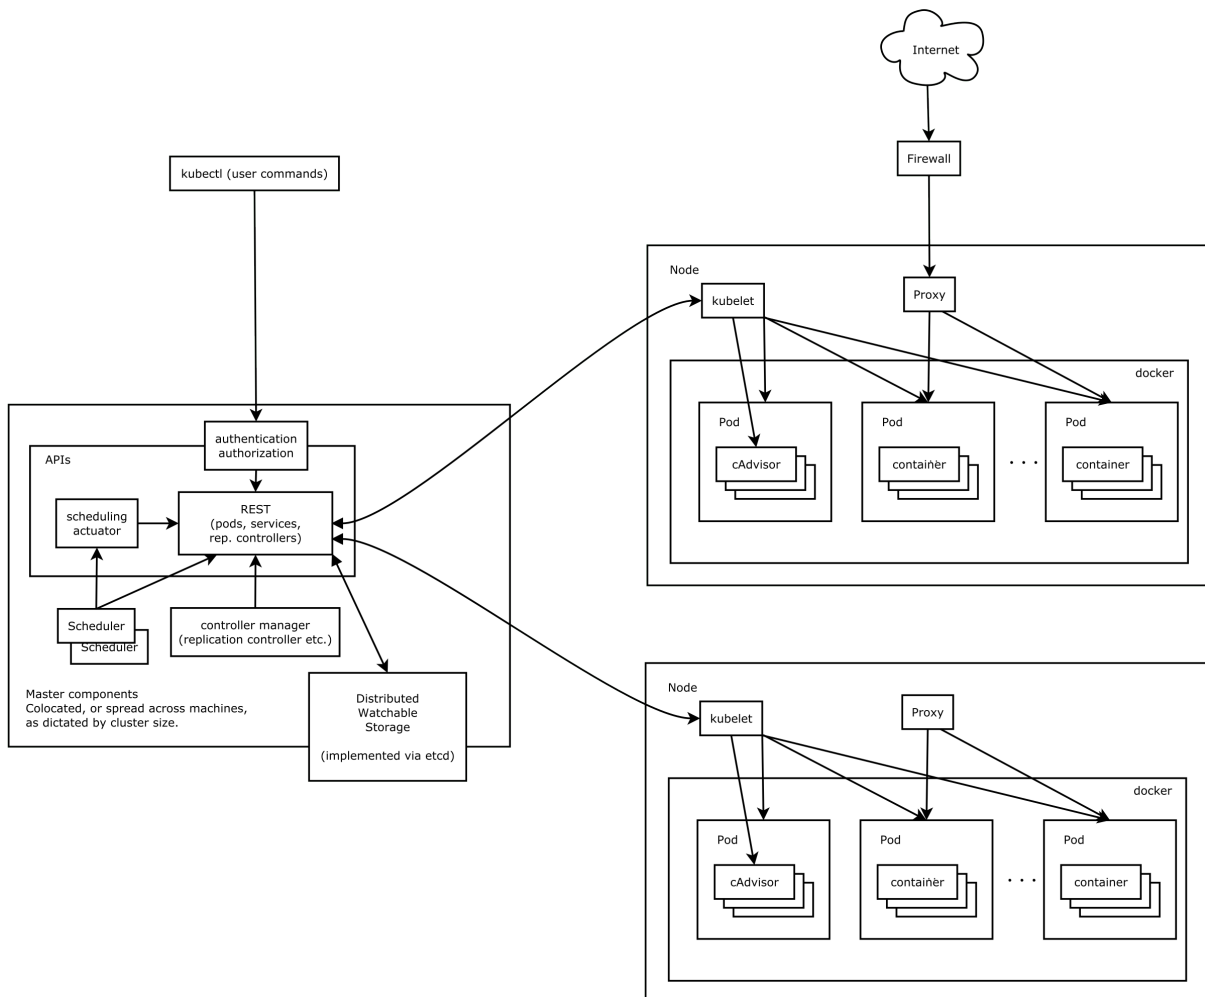 Internet
Firewall
kubectl (user commands)
Node
kubelet
Proxy
docker
Pod
cAdvisor
Pod
container
. . .
Pod
container
authentication
authorization
APIs
REST
(pods, services,
rep. controllers)
scheduling
actuator
Scheduler
Scheduler
controller manager
(replication controller etc.)
Master components
Colocated, or spread across machines,
as dictated by cluster size.
Distributed
Watchable
Storage
(implemented via etcd)
Node
kubelet
Proxy
docker
Pod
cAdvisor
Pod
container
. . .
Pod
container